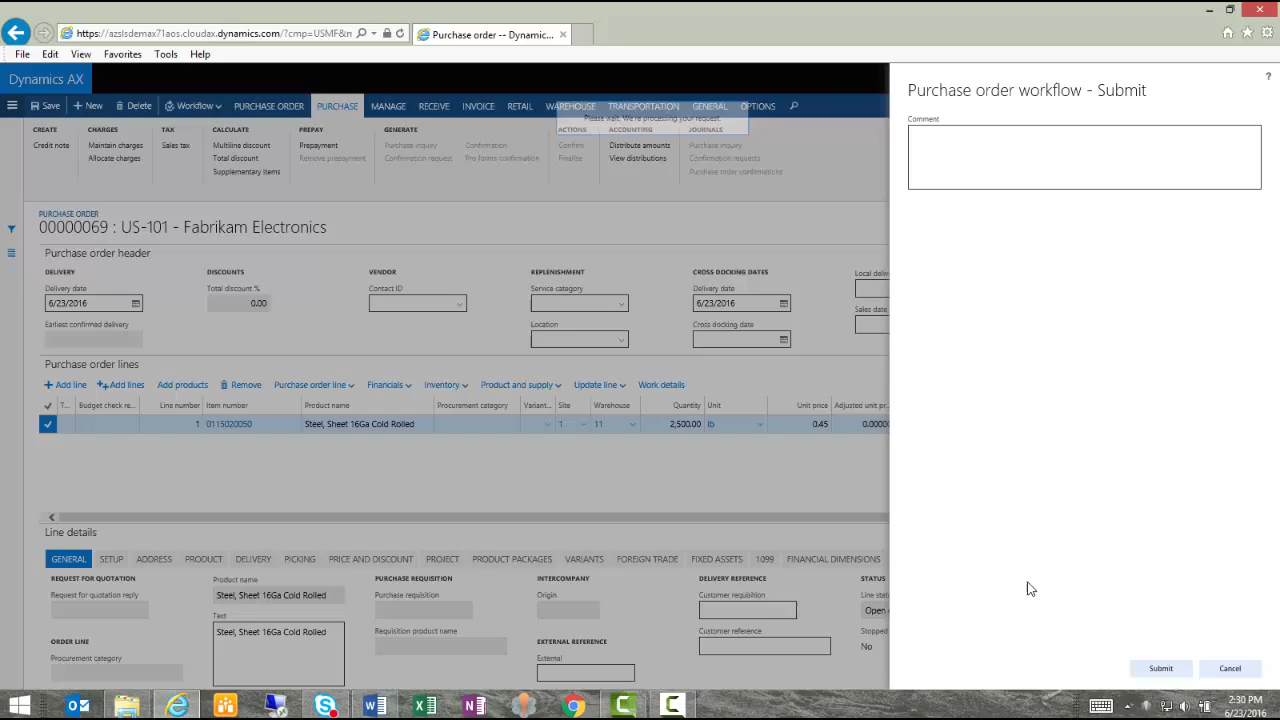 https://azslsdemax71aos.cloudax.dynamics.com/?cmp=USMF&m
Purchase order -- Dynamic...
File Edit View Favorites Tools Help
Dynamics AX
Save New Delete Workflow PURCHASE ORDER PURCHASE MANAGE RECEIVE INVOICE RETAIL WAREHOUSE TRANSPORTATION GENERAL OPTIONS
Please wait. We're processing your request.
CREATE CHARGES TAX CALCULATE PREPAY GENERATE ACTIONS ACCOUNTING JOURNALS
Credit note Maintain charges Sales tax Multiline discount Prepayment Purchase inquiry Confirmation Confirm Distribute amounts Purchase inquiry
Allocate charges Total discount Remove prepayment Confirmation request Pro forma confirmation Finalize View distributions Confirmation requests
Supplementary items Purchase order confirmations
PURCHASE ORDER
00000069 : US-101 - Fabrikam Electronics
Purchase order header
DELIVERY DISCOUNTS VENDOR REPLENISHMENT CROSS DOCKING DATES
Delivery date Total discount % Contact ID Service category Delivery date Local deliv
6/23/2016 0.00 6/23/2016
Earliest confirmed delivery Location Cross docking date Sales date
Purchase order lines
Add line Add lines Add products Remove Purchase order line Financials Inventory Product and supply Update line Work details
T... Budget check re... Line number Item number Product name Procurement category Variant... Site Warehouse Quantity Unit Unit price Adjusted unit pr
1 0115020050 Steel, Sheet 16Ga Cold Rolled 1 11 2,500.00 lb 0.45 0.0000
Line details
GENERAL SETUP ADDRESS PRODUCT DELIVERY PICKING PRICE AND DISCOUNT PROJECT PRODUCT PACKAGES VARIANTS FOREIGN TRADE FIXED ASSETS 1099 FINANCIAL DIMENSIONS
REQUEST FOR QUOTATION Product name PURCHASE REQUISITION INTERCOMPANY DELIVERY REFERENCE STATUS
Request for quotation reply Steel, Sheet 16Ga Cold Rolled Purchase requisition Origin Customer requisition Line stat
Text Open
ORDER LINE Steel, Sheet 16Ga Cold Rolled Requisition product name EXTERNAL REFERENCE Customer reference Stopped
Procurement category External No
?
Purchase order workflow - Submit
Comment
Submit Cancel
2:30 PM
6/23/2016